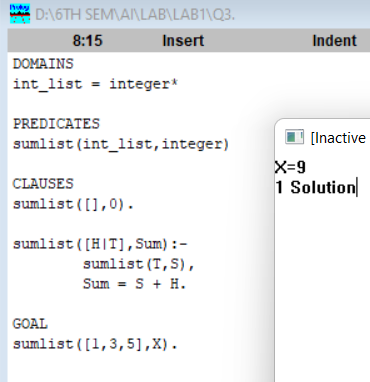 D:\6TH SEM\AI\LAB\LAB1\Q3.
8:15 Insert Indent
DOMAINS
int_list = integer*
PREDICATES
sumlist(int_list,integer)
CLAUSES
sumlist([],0).
sumlist([H|T],Sum):-
sumlist(T,S),
Sum = S + H.
GOAL
sumlist([1,3,5],X).
[Inactive
X=9
1 Solution